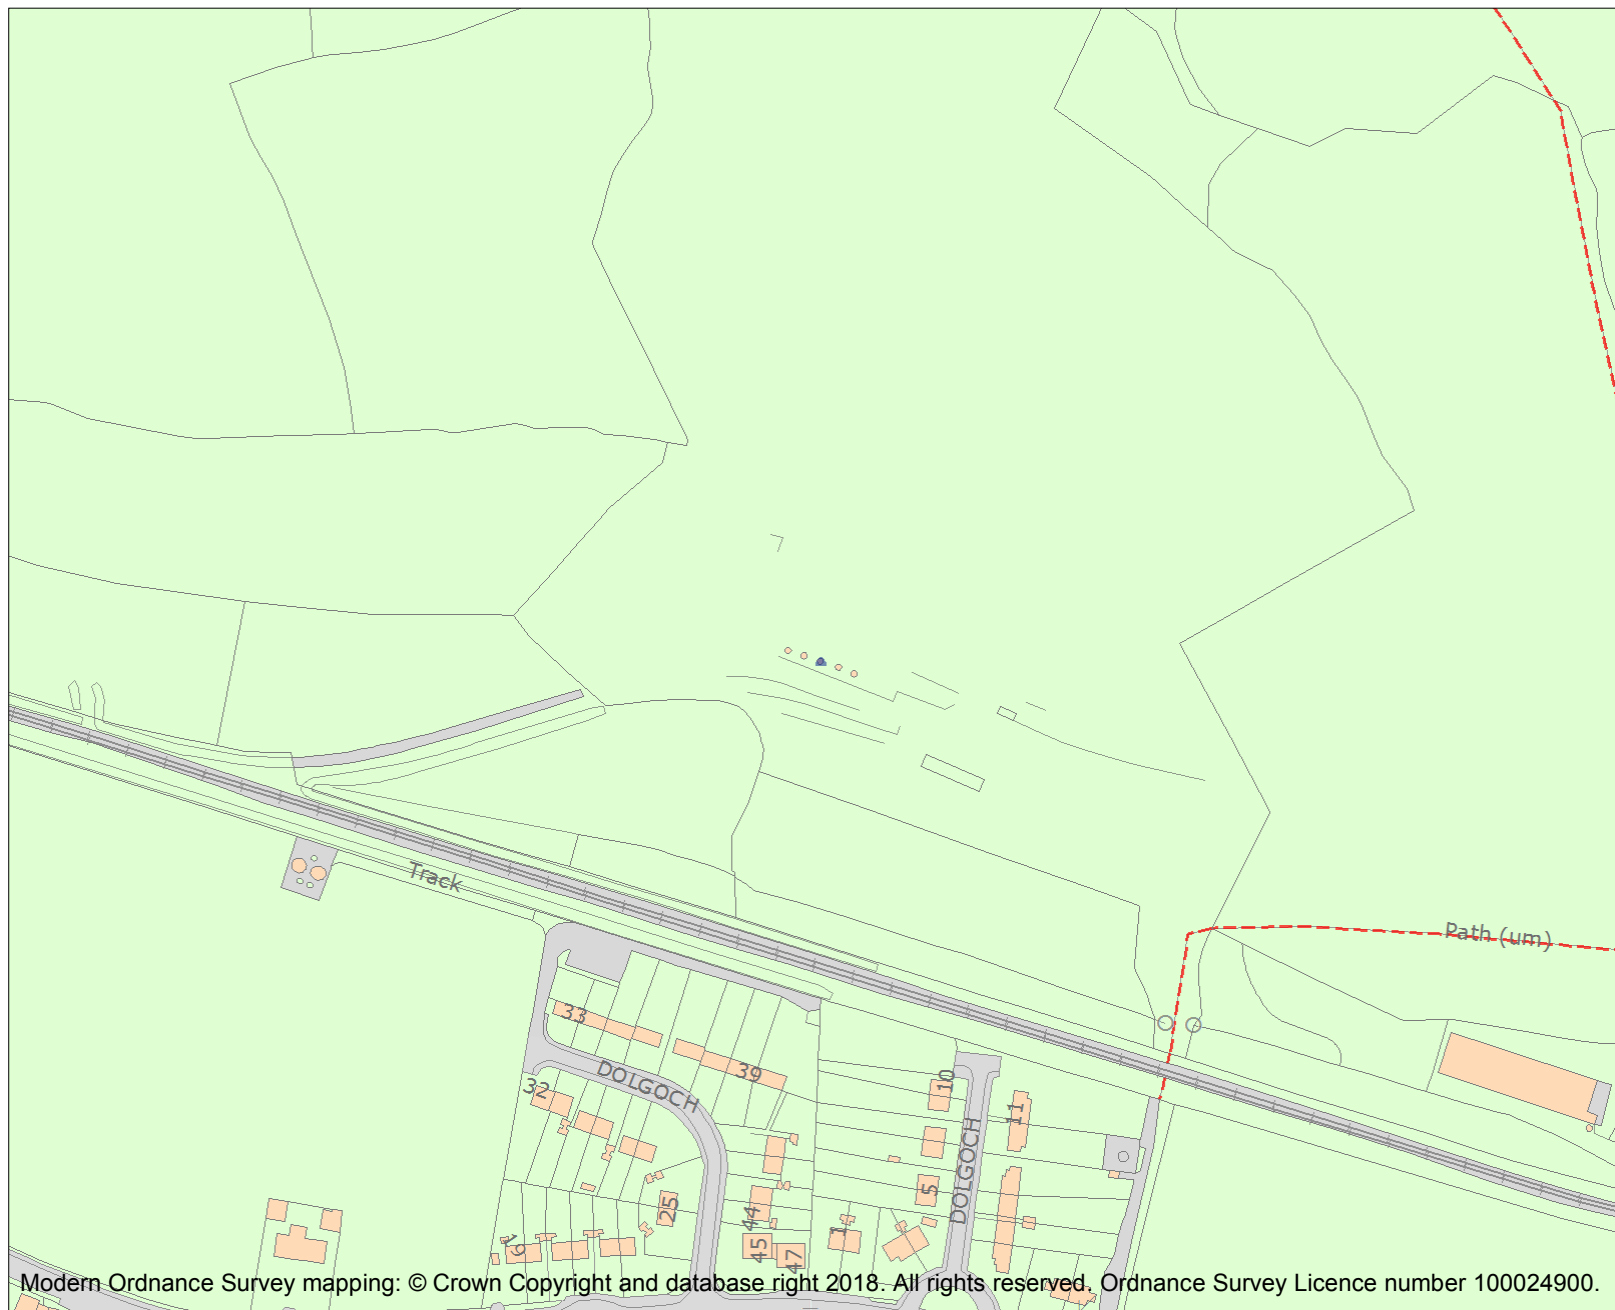 Path (um)
Track
33
39
DOLGOCH
32
10
11
DOLGOCH
25
5
44
1
19
45
47
Modern Ordnance Survey mapping: © Crown Copyright and database right 2018. All rights reserved. Ordnance Survey Licence number 100024900.